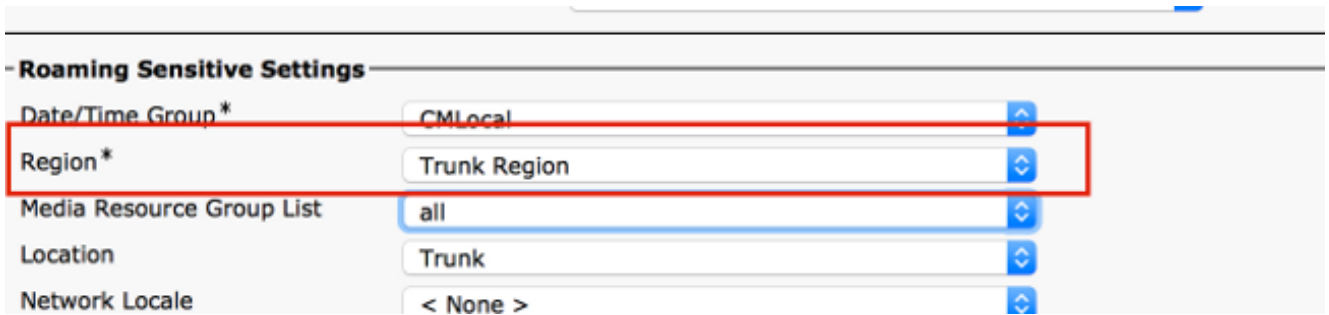 Roaming Sensitive Settings
Date/Time Group* CMLocal
Region* Trunk Region
Media Resource Group List all
Location Trunk
Network Locale < None >